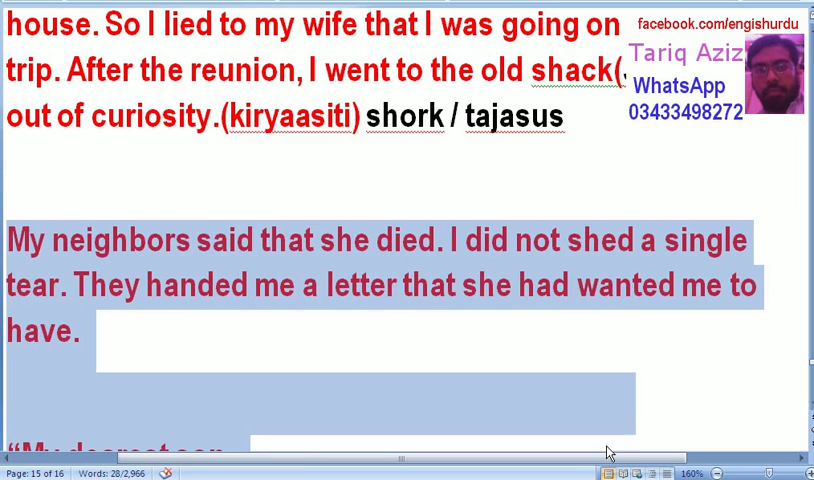 house. So I lied to my wife that I was going on
facebook.com/engishurdu
Tariq Aziz
trip. After the reunion, I went to the old shack(
WhatsApp
03433498272
out of curiosity.(kiryaasiti) shork / tajasus
My neighbors said that she died. I did not shed a single
tear. They handed me a letter that she had wanted me to
have.
“My dearest son
Page: 15 of 16 Words: 28/2,966 160%